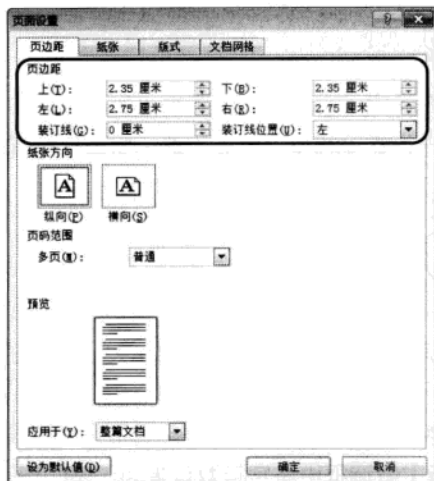 页面设置
页边距 纸张 版式 文档网格
页边距
上(T): 2.35 厘米 下(B): 2.35 厘米
左(L): 2.75 厘米 右(R): 2.75 厘米
装订线(G): 0 厘米 装订线位置(U): 左
纸张方向
A A
纵向(P) 横向(S)
页码范围
多页(M): 普通
预览
应用于(Y): 整篇文档
设为默认值(D) 确定 取消